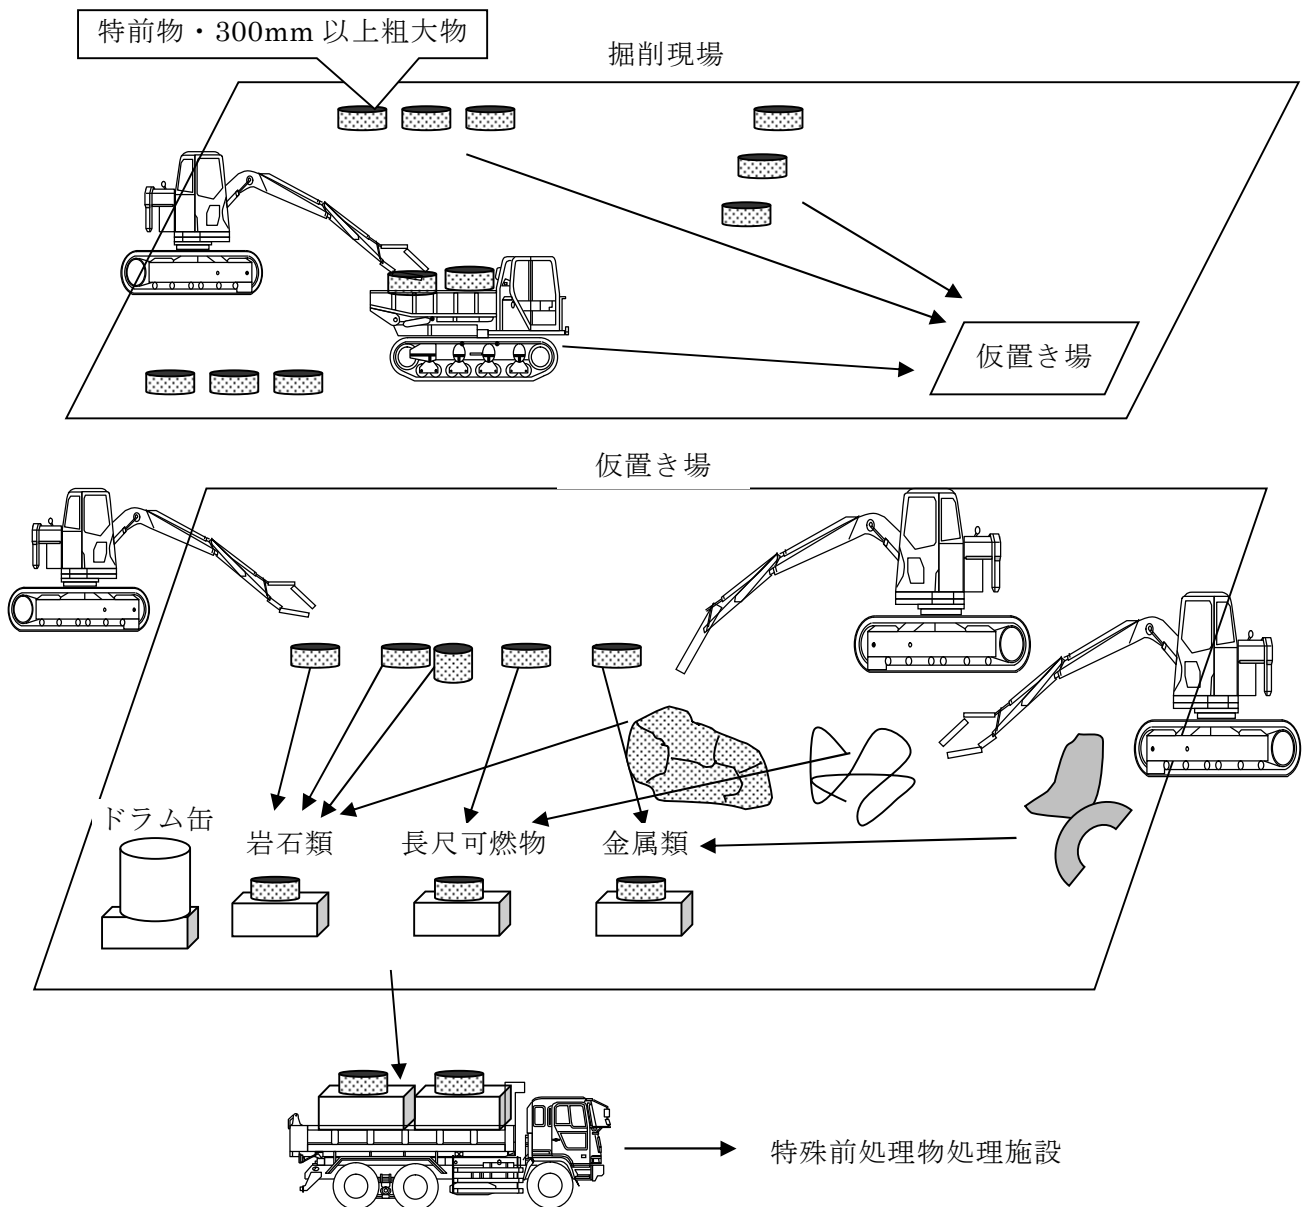 特前物・300mm 以上粗大物
掘削現場
仮置き場
仮置き場
ドラム缶
岩石類
長尺可燃物
金属類
特殊前処理物処理施設